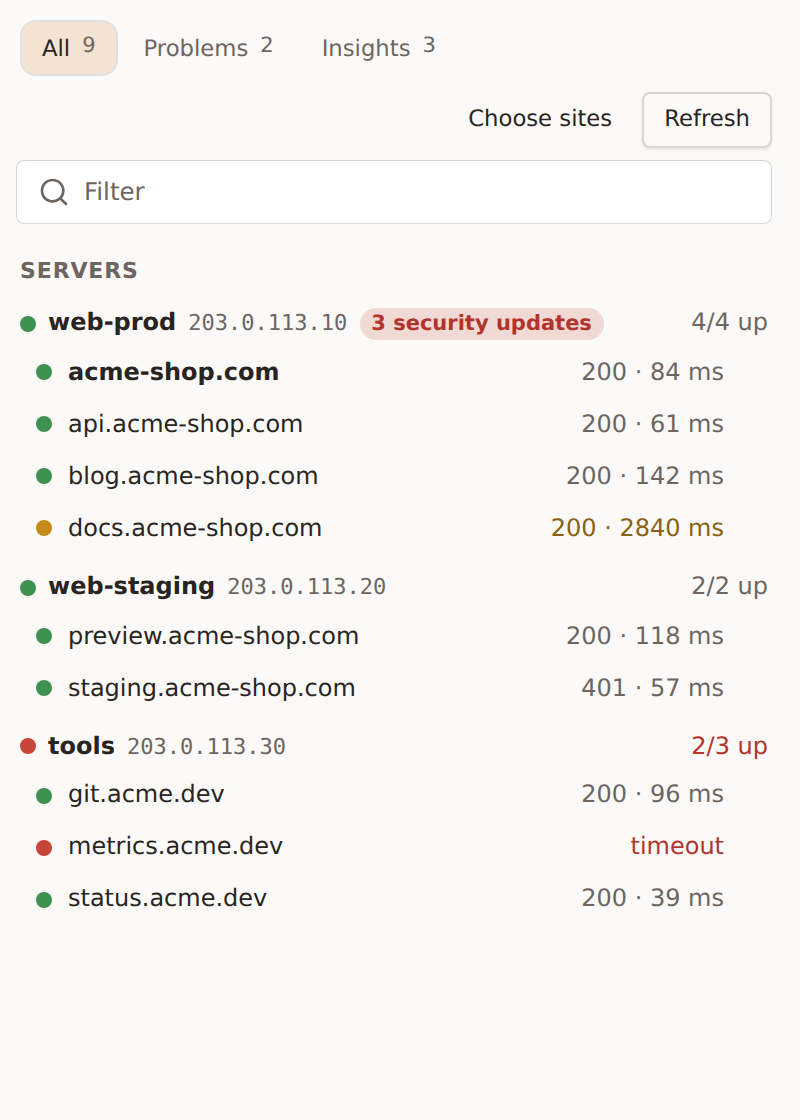 All 9 Problems 2 Insights 3
Choose sites Refresh
Filter
SERVERS
web-prod 203.0.113.10 3 security updates 4/4 up
acme-shop.com 200 · 84 ms
api.acme-shop.com 200 · 61 ms
blog.acme-shop.com 200 · 142 ms
docs.acme-shop.com 200 · 2840 ms
web-staging 203.0.113.20 2/2 up
preview.acme-shop.com 200 · 118 ms
staging.acme-shop.com 401 · 57 ms
tools 203.0.113.30 2/3 up
git.acme.dev 200 · 96 ms
metrics.acme.dev timeout
status.acme.dev 200 · 39 ms